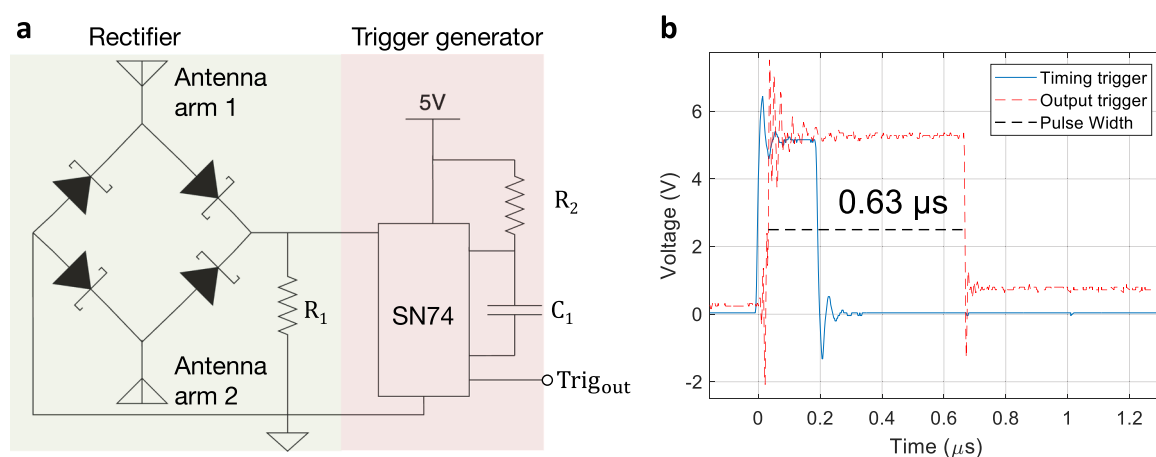 a
Rectifier
Trigger generator
Antenna
arm 1
5V
R2
R1
SN74
C1
Antenna
arm 2
Trigout
b
Timing trigger
Output trigger
Pulse Width
0.63 μs
Voltage (V)
6
4
2
0
-2
0
0.2
0.4
0.6
0.8
1
1.2
Time (μs)